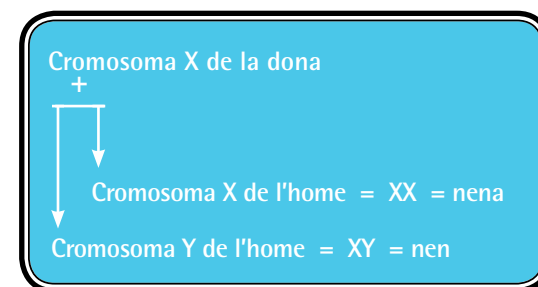 Cromosoma X de la dona
+
Cromosoma X de l'home = XX = nena
Cromosoma Y de l'home = XY = nen